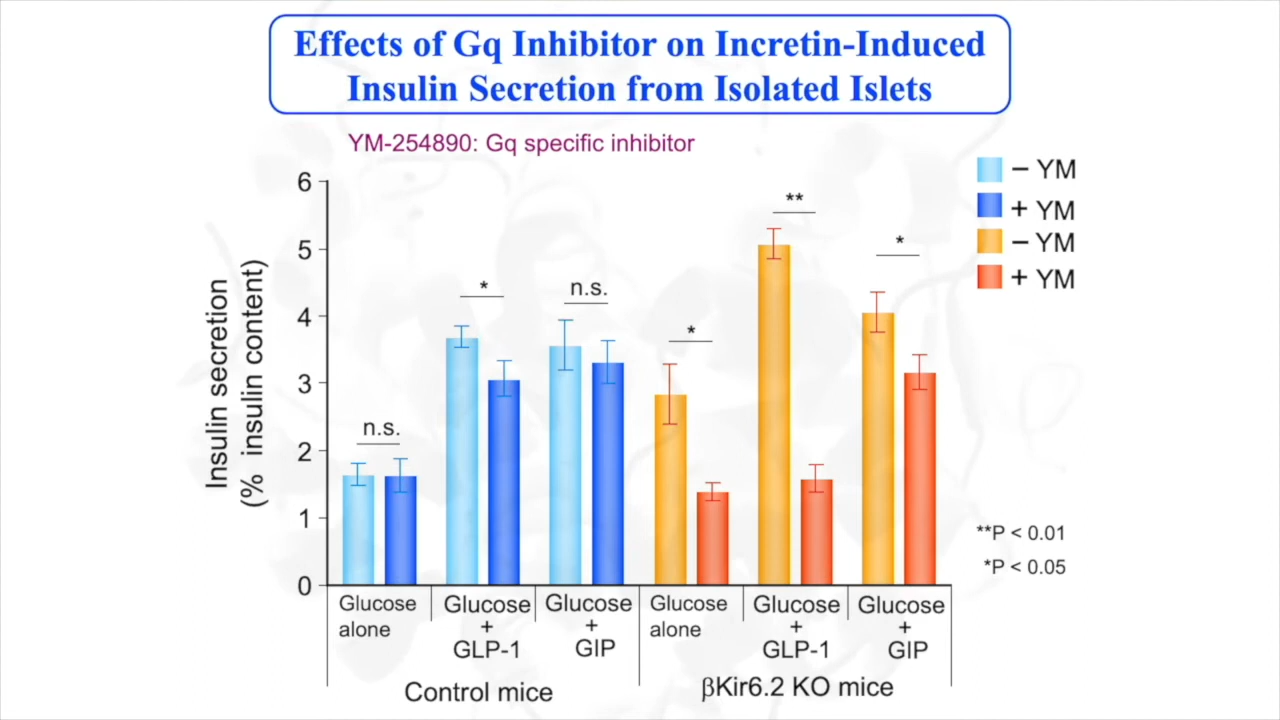 Effects of Gq Inhibitor on Incretin-Induced
Insulin Secretion from Isolated Islets
YM-254890: Gq specific inhibitor
− YM
+ YM
− YM
+ YM
Insulin secretion
(% insulin content)
6
5
4
3
2
1
0
n.s.
*
n.s.
*
**
*
**P < 0.01
*P < 0.05
Glucose
alone
Glucose
+
GLP-1
Glucose
+
GIP
Glucose
alone
Glucose
+
GLP-1
Glucose
+
GIP
Control mice
βKir6.2 KO mice